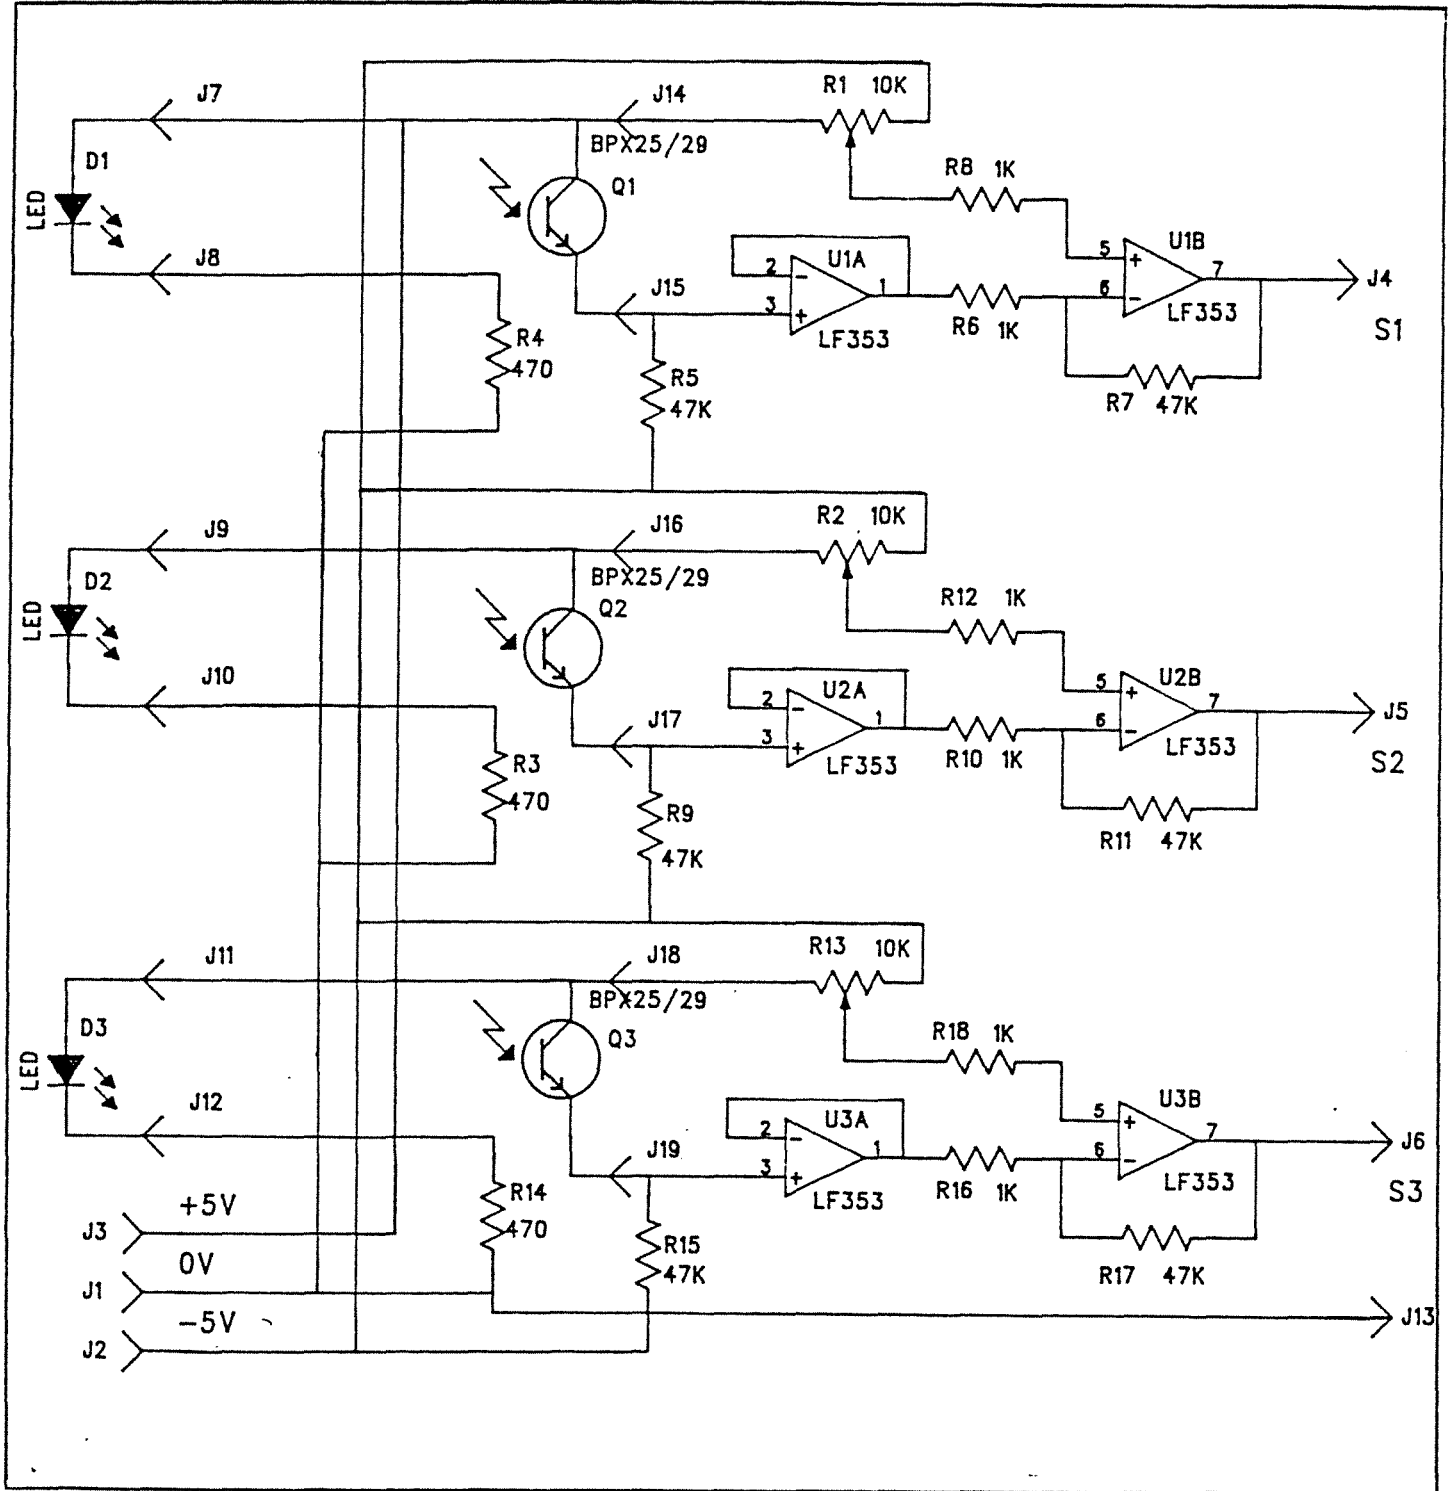 J7
J14
R1 10K
BPX25/29
D1
LED
Q1
R8 1K
J8
J15
2
-
3
+
U1A
1
LF353
R6 1K
5
+
6
-
U1B
7
LF353
J4
S1
R4
470
R5
47K
R7 47K
J9
J16
R2 10K
BPX25/29
D2
LED
Q2
R12 1K
J10
J17
2
-
3
+
U2A
1
LF353
R10 1K
5
+
6
-
U2B
7
LF353
J5
S2
R3
470
R9
47K
R11 47K
J11
J18
R13 10K
BPX25/29
D3
LED
Q3
R18 1K
J12
J19
2
-
3
+
U3A
1
LF353
R16 1K
5
+
6
-
U3B
7
LF353
J6
S3
R14
470
R15
47K
R17 47K
J3 +5V
J1 0V
J2 -5V
J13